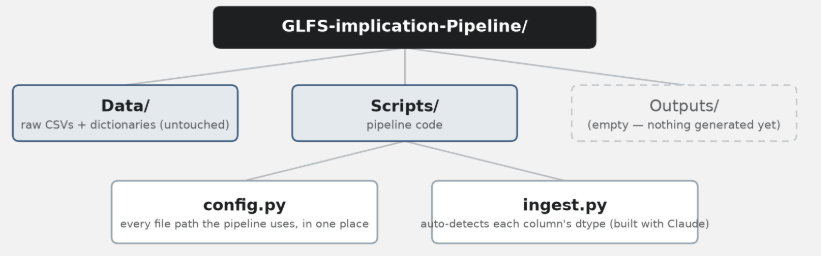 GLFS-implication-Pipeline/
Data/
raw CSVs + dictionaries (untouched)
Scripts/
pipeline code
Outputs/
(empty — nothing generated yet)
config.py
every file path the pipeline uses, in one place
ingest.py
auto-detects each column's dtype (built with Claude)